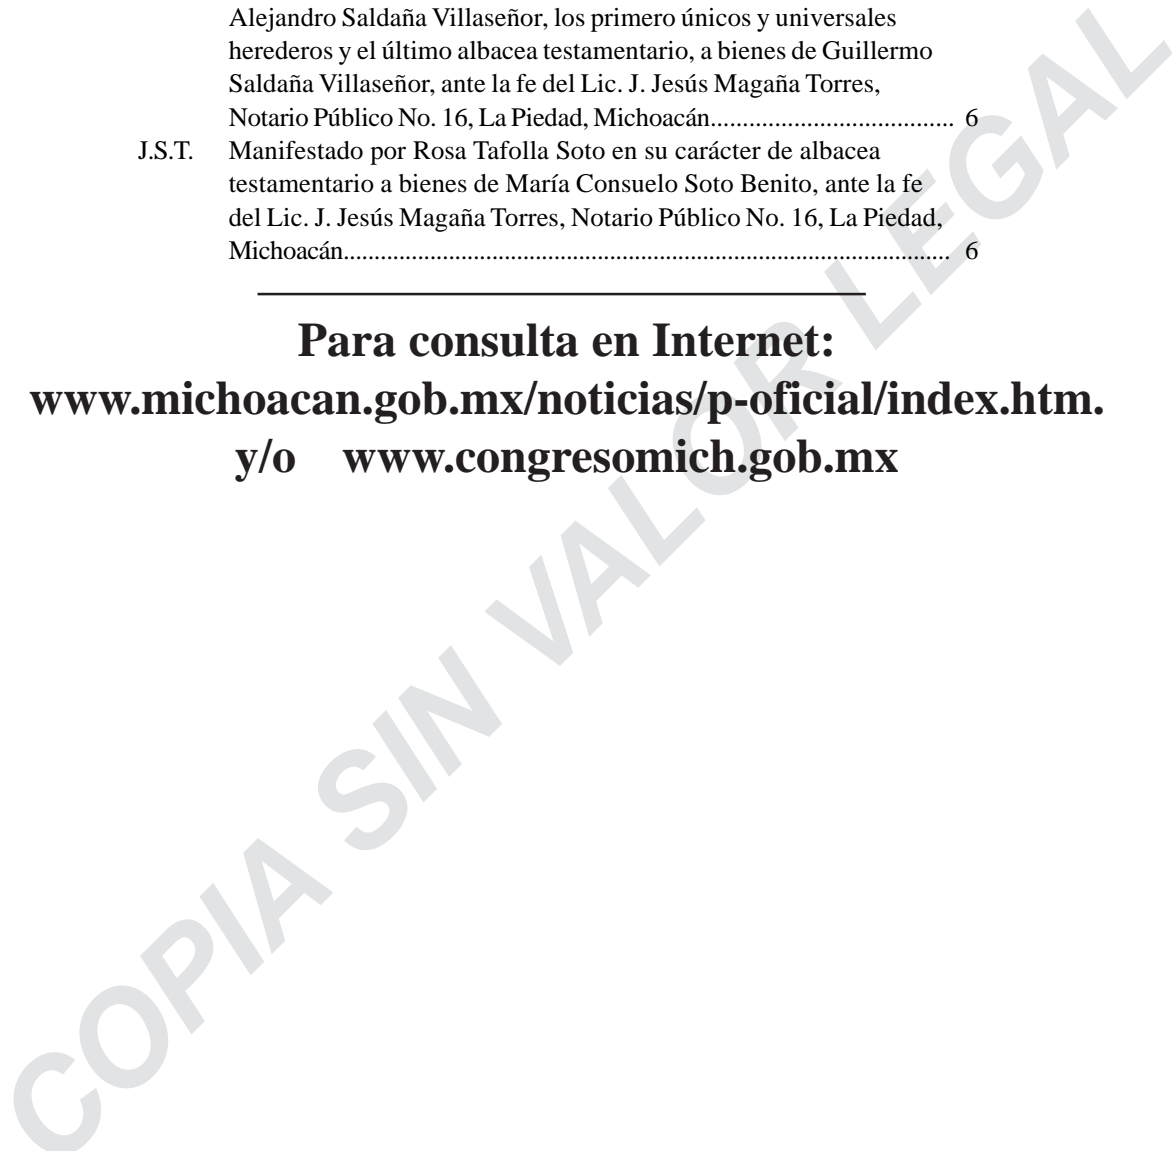 Alejandro Saldaña Villaseñor, los primero únicos y universales
herederos y el último albacea testamentario, a bienes de Guillermo
Saldaña Villaseñor, ante la fe del Lic. J. Jesús Magaña Torres,
Notario Público No. 16, La Piedad, Michoacán...................................... 6
J.S.T. Manifestado por Rosa Tafolla Soto en su carácter de albacea
testamentario a bienes de María Consuelo Soto Benito, ante la fe
del Lic. J. Jesús Magaña Torres, Notario Público No. 16, La Piedad,
Michoacán.................................................................................................. 6
Para consulta en Internet:
www.michoacan.gob.mx/noticias/p-oficial/index.htm.
y/o www.congresomich.gob.mx
COPIA SIN VALOR LEGAL